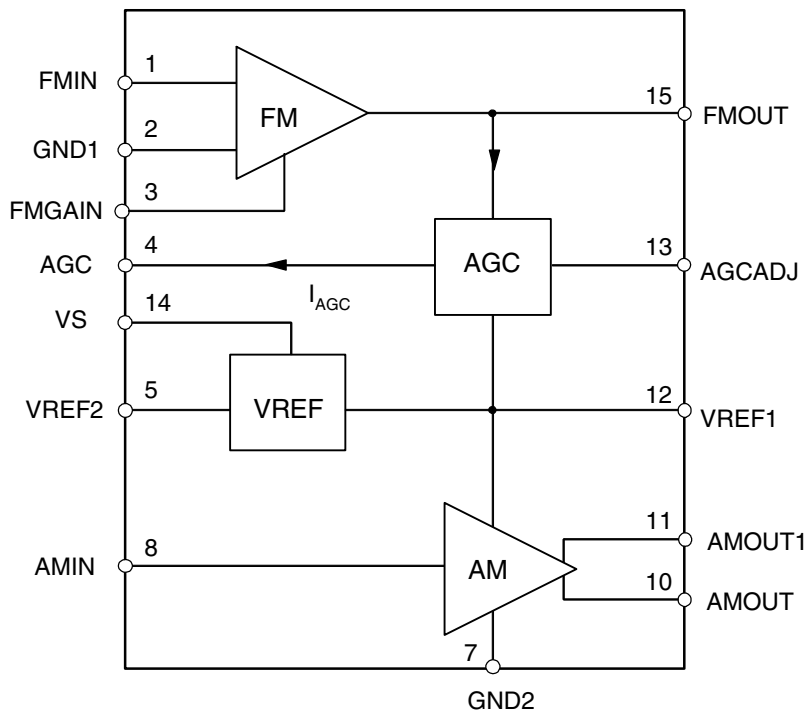 FMIN 1
GND1 2
FMGAIN 3
AGC 4
VS 14
VREF2 5
AMIN 8
FM
AGC
I_AGC
VREF
AM
15 FMOUT
13 AGCADJ
12 VREF1
11 AMOUT1
10 AMOUT
7
GND2